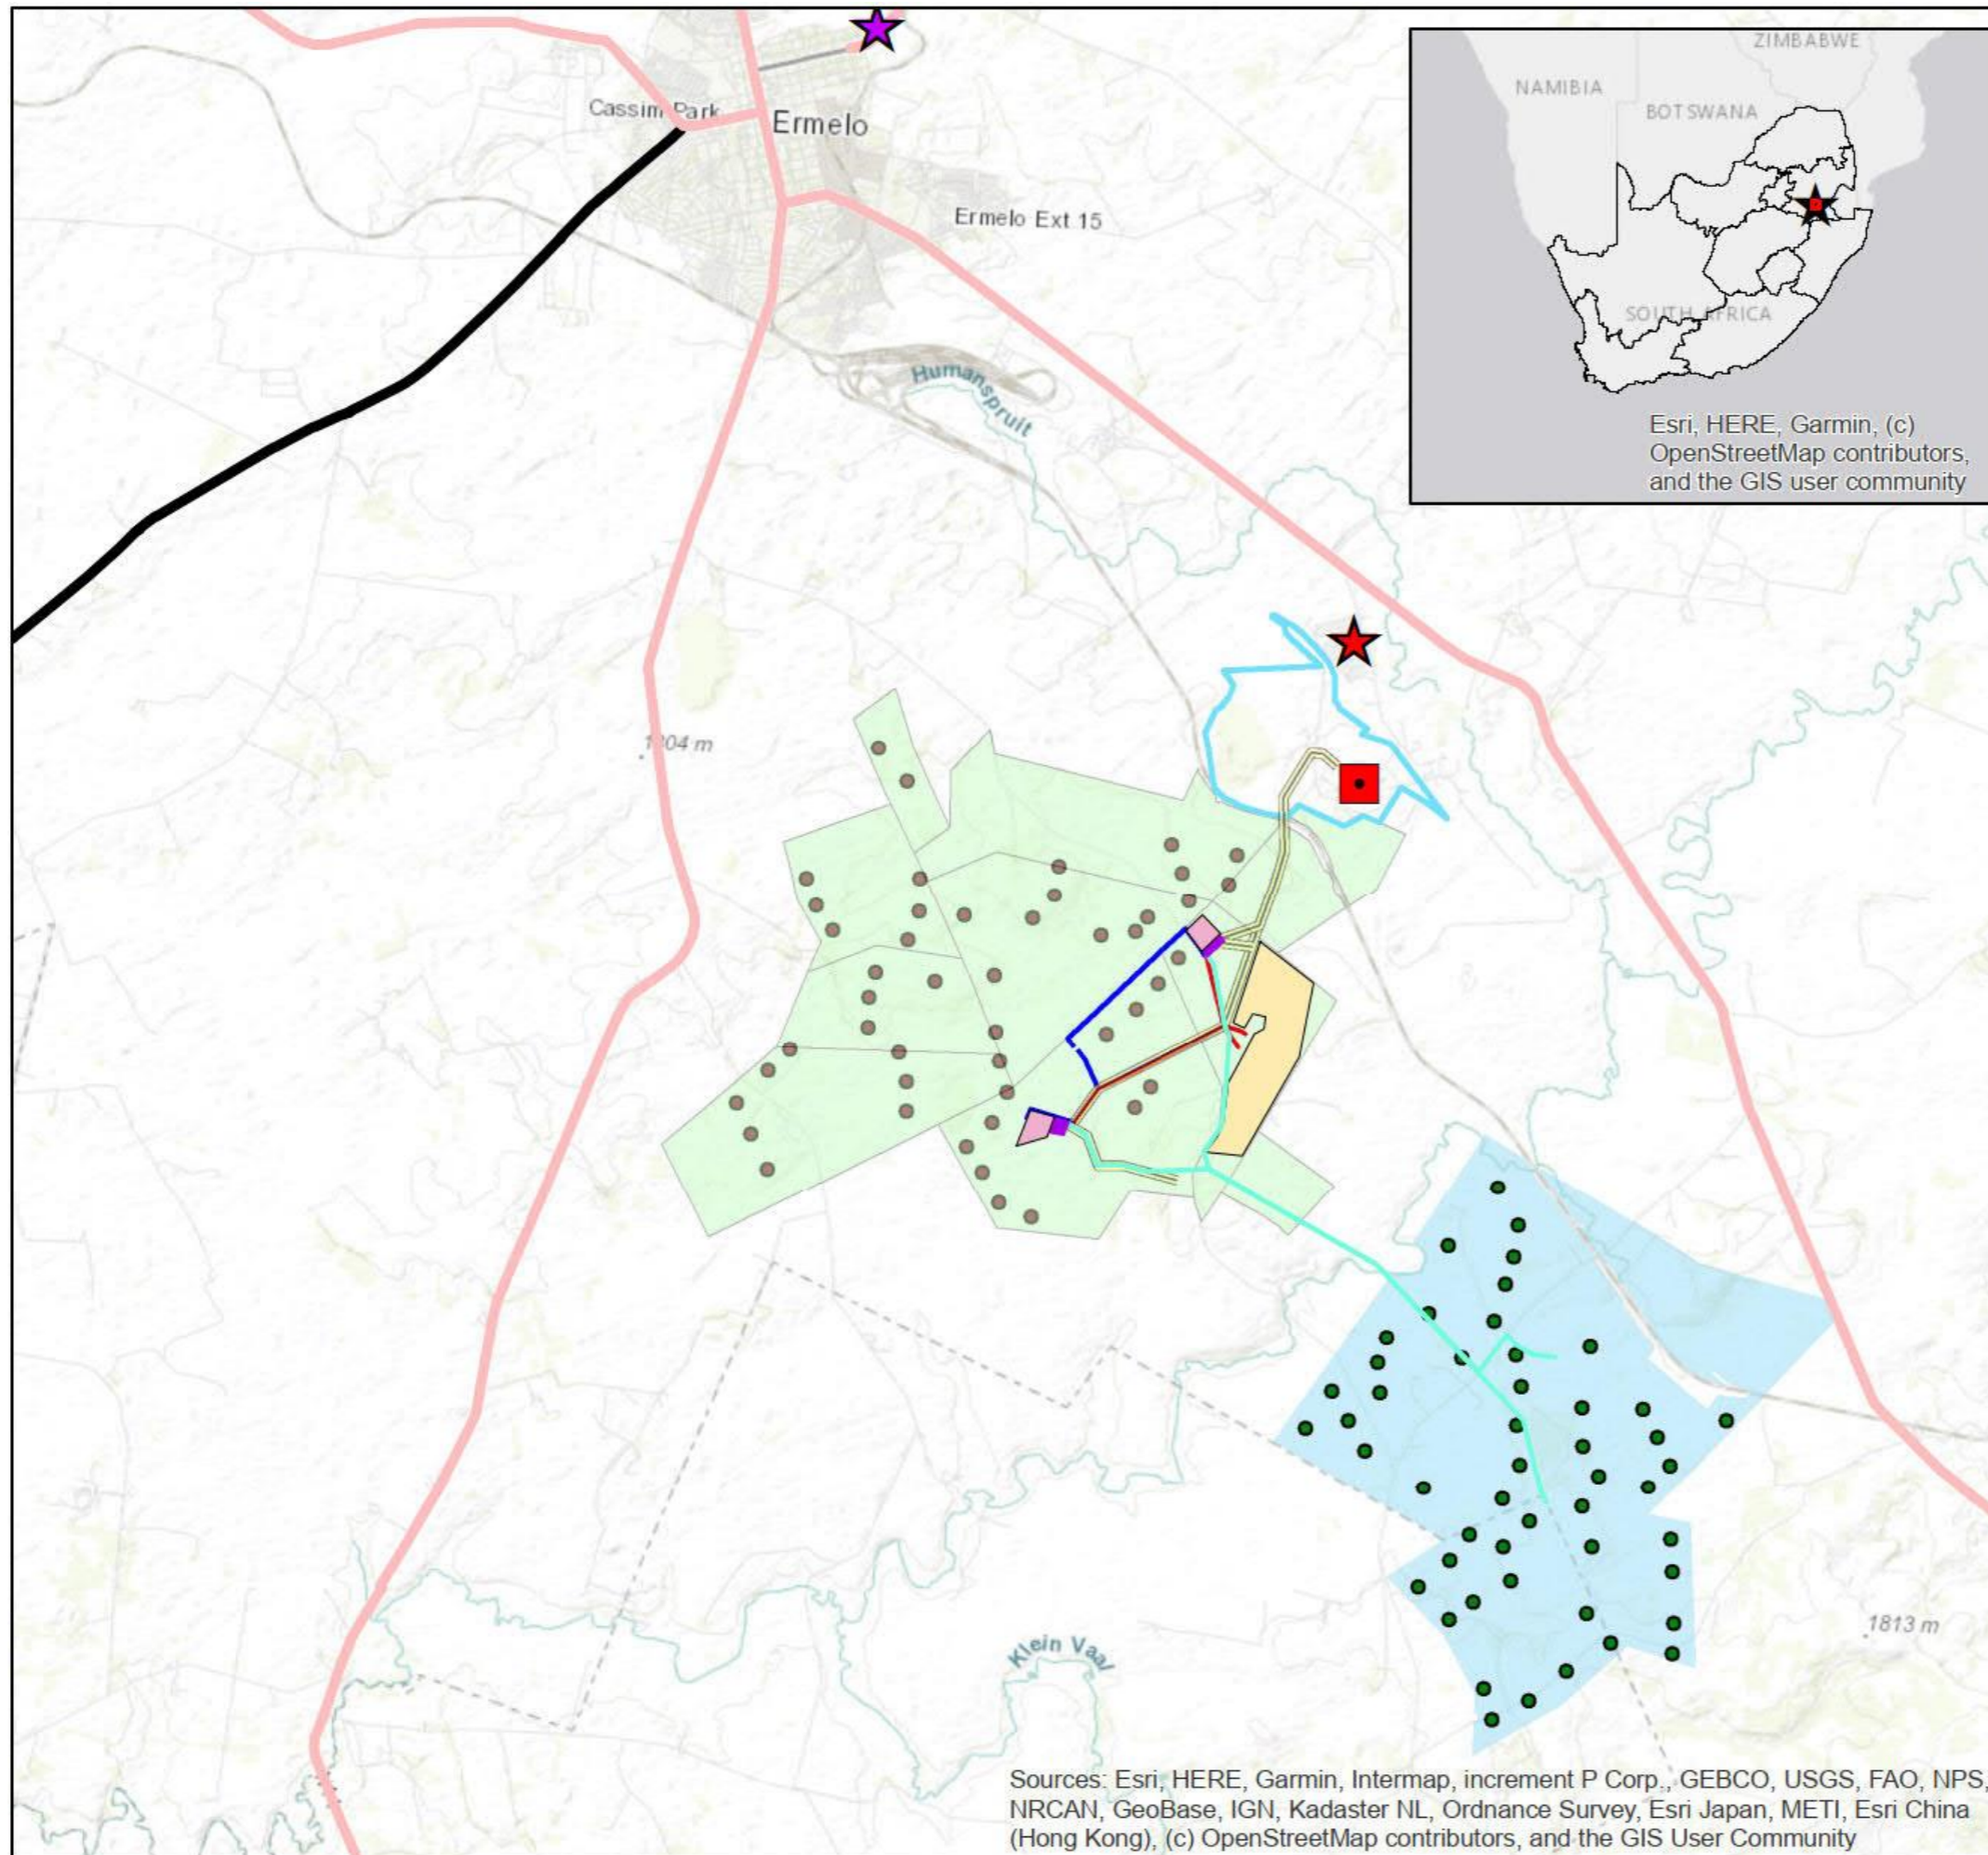 Cassim Park
Ermelo
Ermelo Ext 15
Humanspruit
ZIMBABWE
NAMIBIA
BOTSWANA
SOUTH AFRICA
Esri, HERE, Garmin, (c)
OpenStreetMap contributors,
and the GIS user community
1804 m
1813 m
Klein Vaal
Sources: Esri, HERE, Garmin, Intermap, increment P Corp., GEBCO, USGS, FAO, NPS,
NRCAN, GeoBase, IGN, Kadaster NL, Ordnance Survey, Esri Japan, METI, Esri China
(Hong Kong), (c) OpenStreetMap contributors, and the GIS User Community